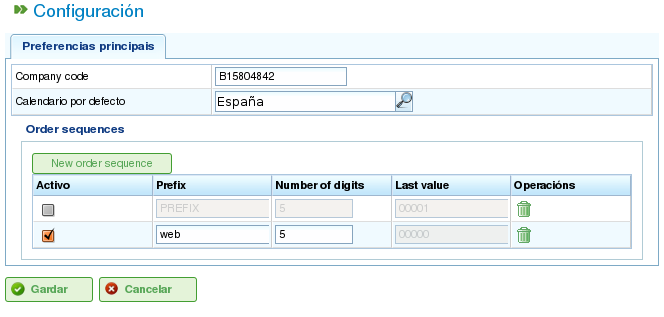 Configuración
Preferencias principais
Company code B15804842
Calendario por defecto España
Order sequences
New order sequence
Activo Prefix Number of digits Last value Operacións
PREFIX 5 00001
web 5 00000
Gardar Cancelar